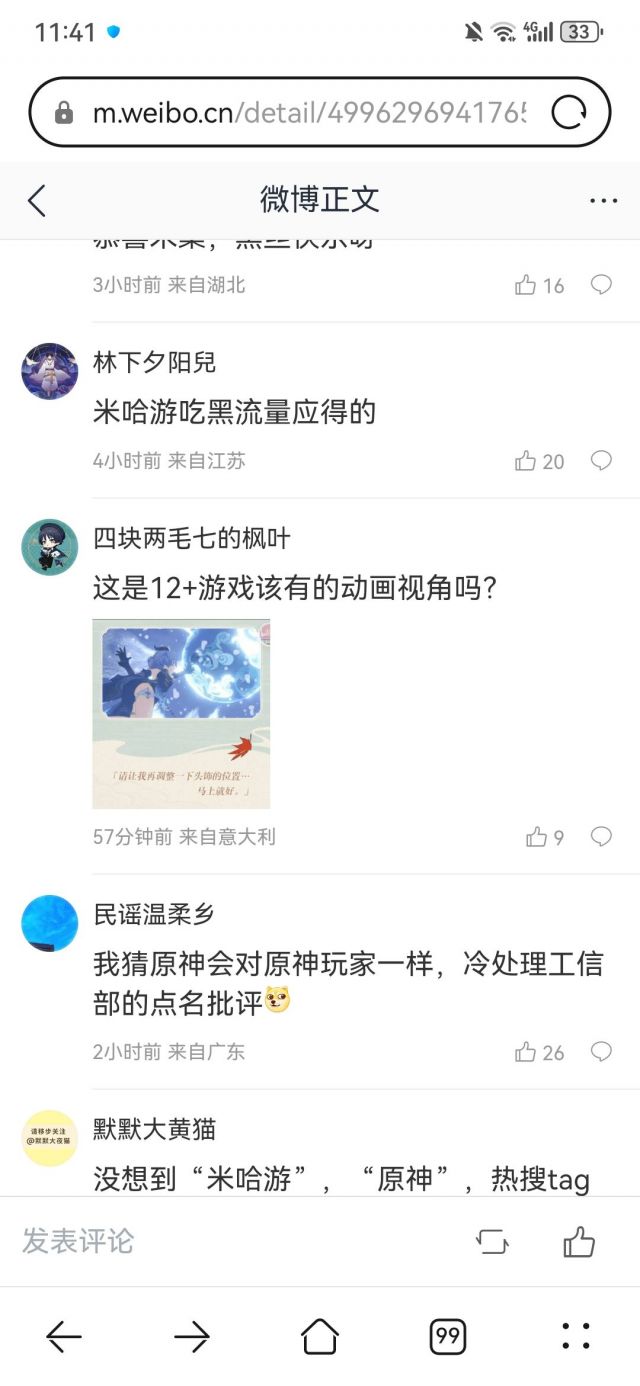 11:41
4G
33
m.weibo.cn/detail/4996296941765
微博正文
3小时前 来自湖北
16
林下夕阳兒
米哈游吃黑流量应得的
4小时前 来自江苏
20
四块两毛七的枫叶
这是12+游戏该有的动画视角吗?
「请让我再调整一下头饰的位置…
马上就好。」
57分钟前 来自意大利
9
民谣温柔乡
我猜原神会对原神玩家一样，冷处理工信
部的点名批评
2小时前 来自广东
26
请移步关注
@默默大夜猫
默默大黄猫
没想到“米哈游”，“原神”，热搜tag
发表评论
99